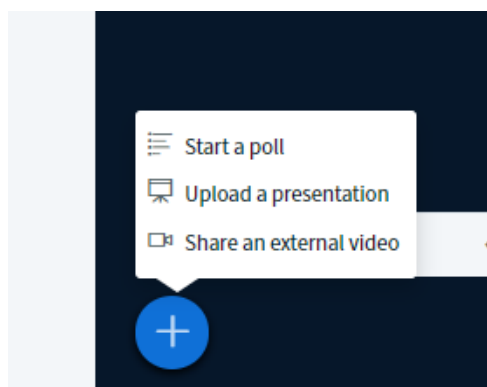 Start a poll
Upload a presentation
Share an external video